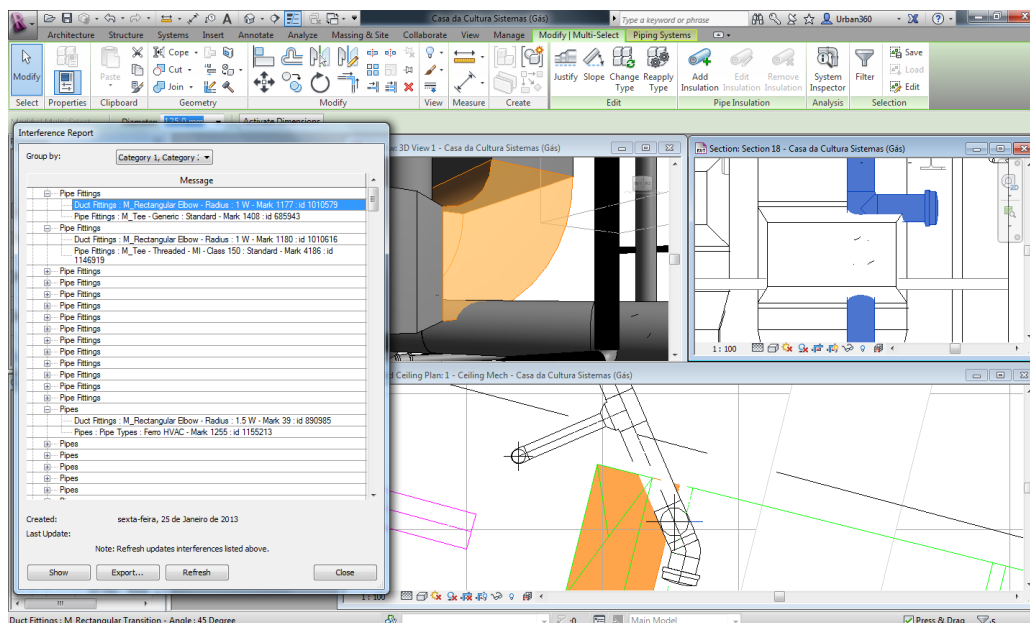 Casa da Cultura Sistemas (Gás)
Type a keyword or phrase
Urban360
Architecture Structure Systems Insert Annotate Analyze Massing & Site Collaborate View Manage Modify | Multi-Select Piping Systems
Modify
Paste
Cope
Cut
Join
Justify Slope Change Type Reapply Type
Add Insulation Edit Insulation Remove Insulation
System Inspector
Filter
Save
Load
Edit
Select Properties Clipboard Geometry Modify View Measure Create Edit Pipe Insulation Analysis Selection
Diameter: 125.0 mm Activate Dimensions
Interference Report
Group by: Category 1, Category 2
Message
Pipe Fittings
Duct Fittings : M_Rectangular Elbow - Radius : 1 W - Mark 1177 : id 1010579
Pipe Fittings : M_Tee - Generic : Standard - Mark 1408 : id 685943
Pipe Fittings
Duct Fittings : M_Rectangular Elbow - Radius : 1 W - Mark 1180 : id 1010616
Pipe Fittings : M_Tee - Threaded - MI - Class 150 : Standard - Mark 4186 : id
1146919
Pipe Fittings
Pipe Fittings
Pipe Fittings
Pipe Fittings
Pipe Fittings
Pipe Fittings
Pipe Fittings
Pipe Fittings
Pipe Fittings
Pipe Fittings
Pipe Fittings
Pipe Fittings
Pipes
Duct Fittings : M_Rectangular Elbow - Radius : 1.5 W - Mark 39 : id 890985
Pipes : Pipe Types : Ferro HVAC - Mark 1255 : id 1155213
Pipes
Pipes
Pipes
Pipes
Pipes
Created: sexta-feira, 25 de Janeiro de 2013
Last Update:
Note: Refresh updates interferences listed above.
Show Export... Refresh Close
: 3D View 1 - Casa da Cultura Sistemas (Gás)
Section: Section 18 - Casa da Cultura Sistemas (Gás)
1 : 100
Ceiling Plan: 1 - Ceiling Mech - Casa da Cultura Sistemas (Gás)
1 : 100
Duct Fittings : M_Rectangular Transition - Angle : 45 Degree
:0
Main Model
Press & Drag
:5